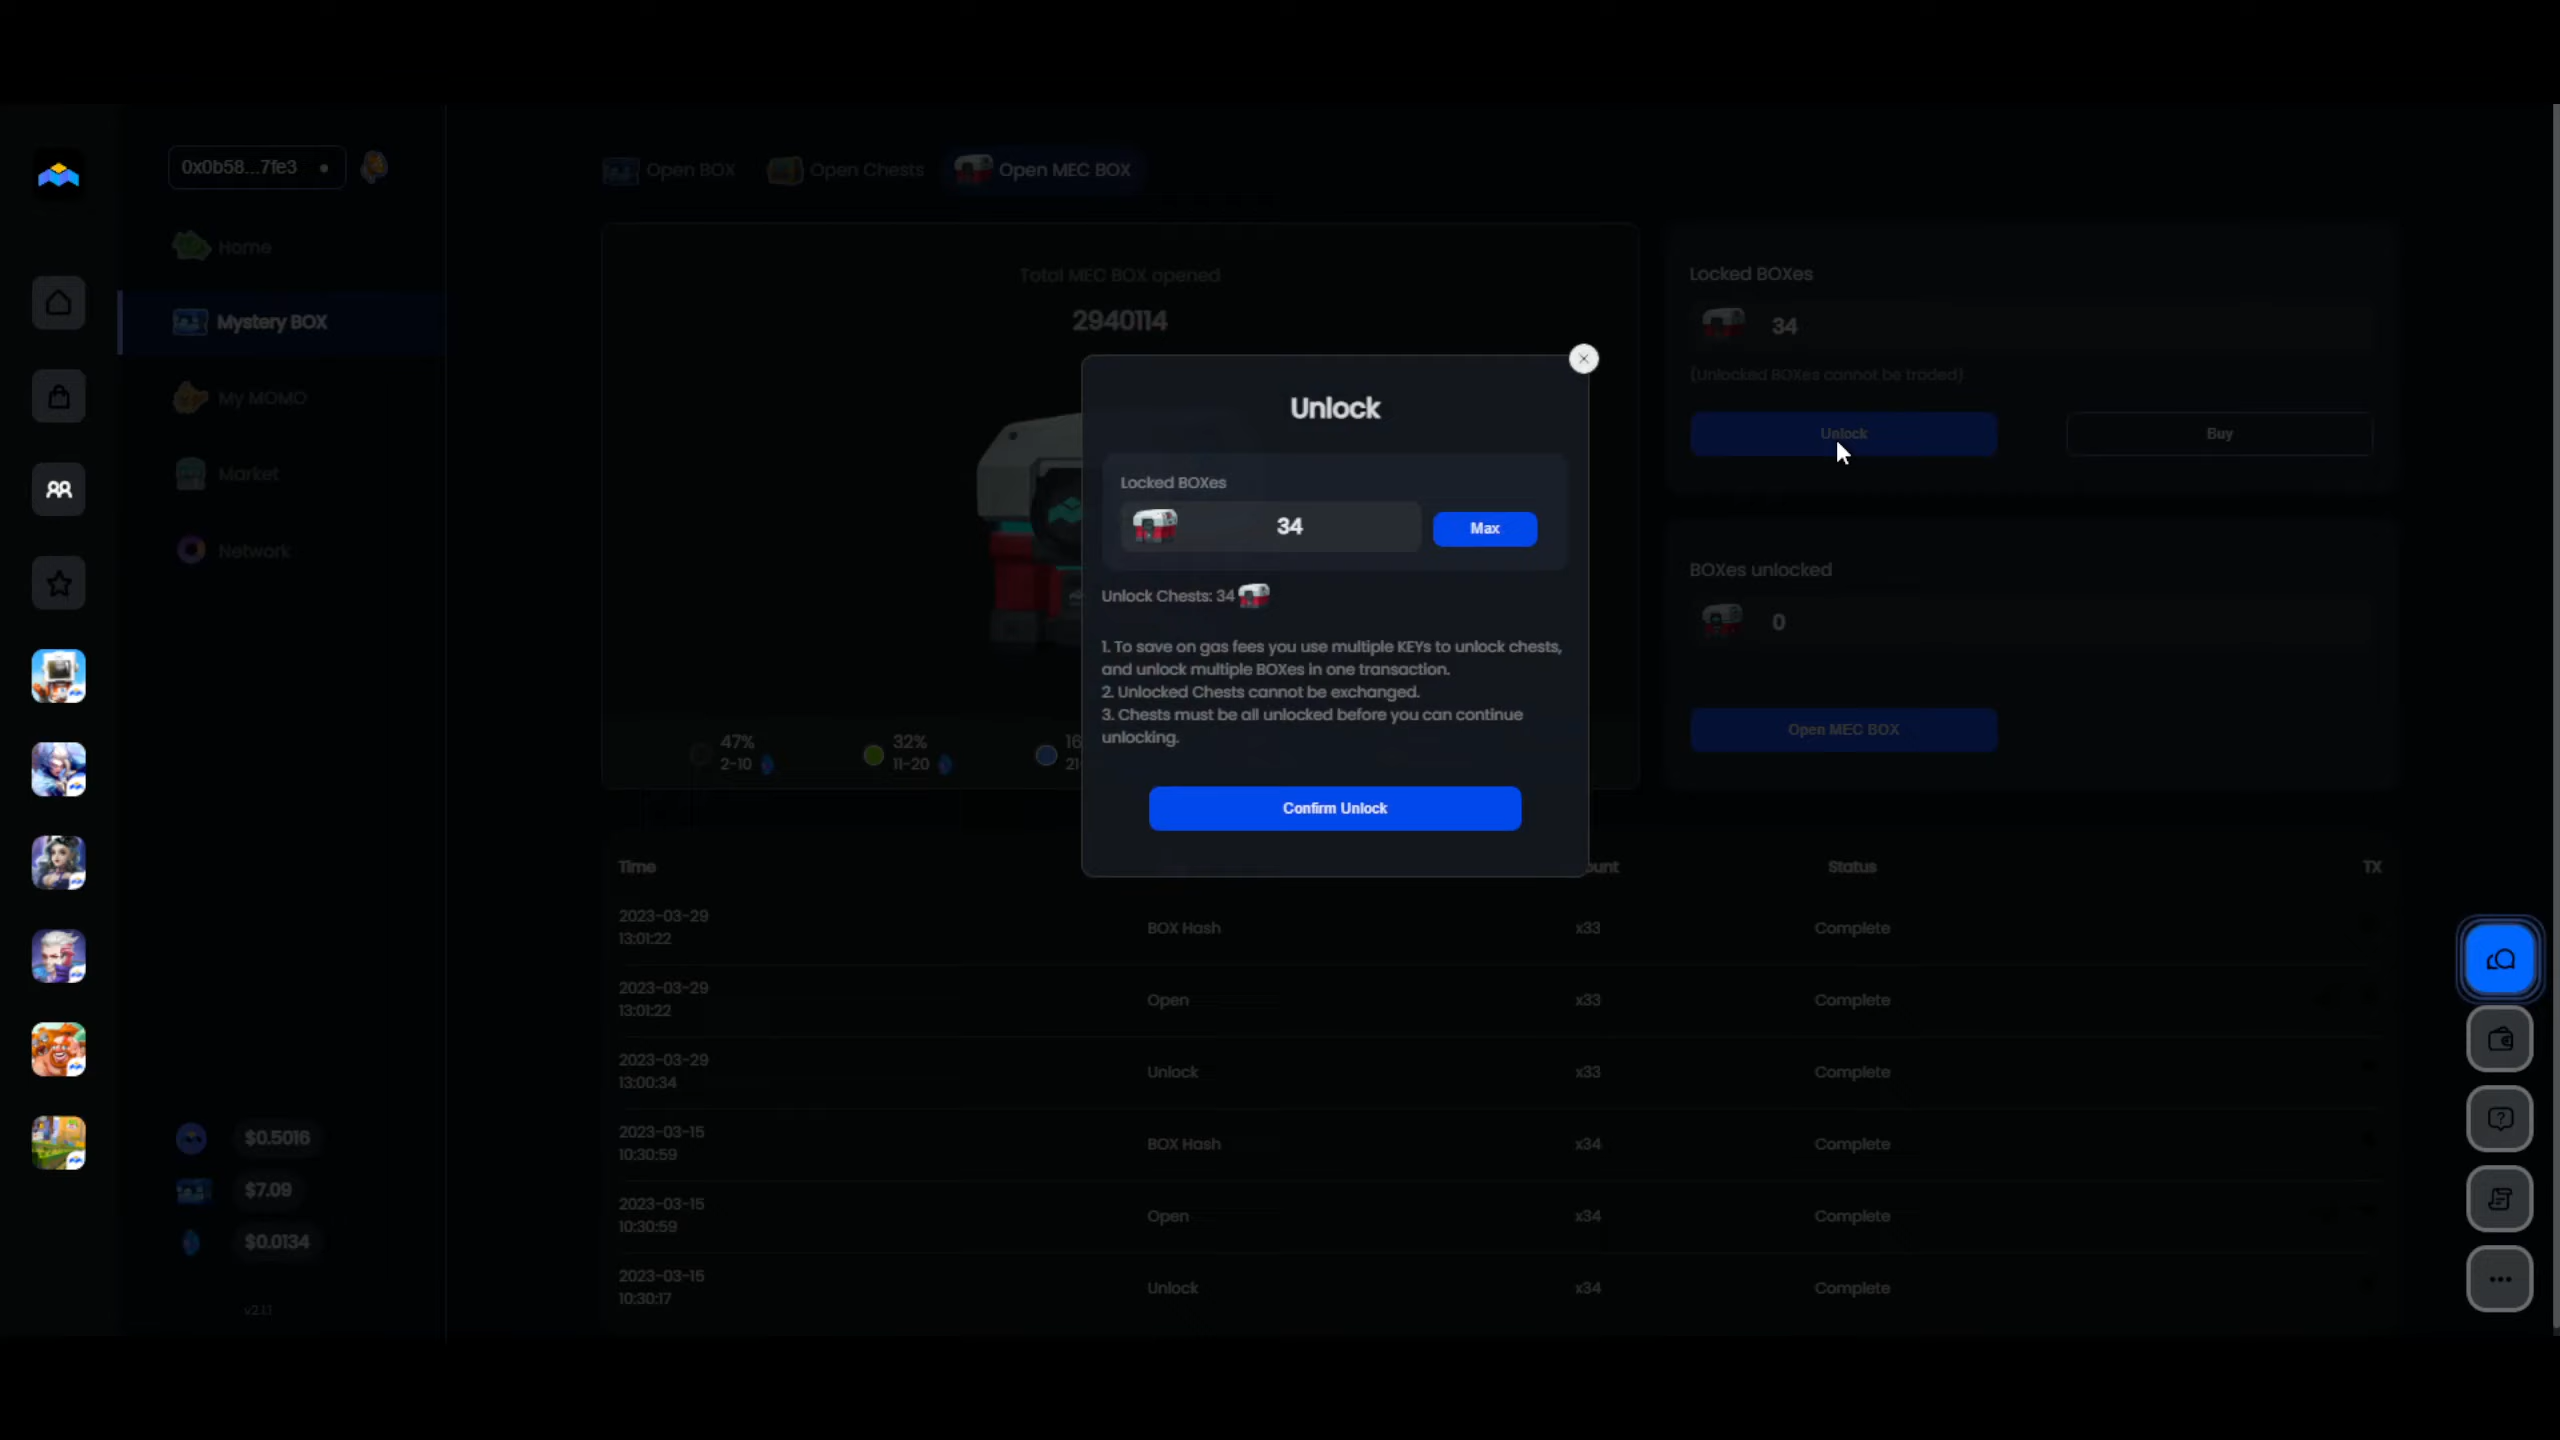 0x0b58...7fe3
Home
Mystery BOX
My MOMO
Market
Network
$0.5016
$7.09
$0.0134
v2.1.1
Open BOX
Open Chests
Open MEC BOX
Total MEC BOX opened
2940114
47%
2-10
32%
11-20
16
21
Locked BOXes
34
(Unlocked BOXes cannot be traded)
Unlock
Buy
BOXes unlocked
0
Open MEC BOX
Unlock
Locked BOXes
34
Max
Unlock Chests: 34
1. To save on gas fees you use multiple KEYs to unlock chests,
and unlock multiple BOXes in one transaction.
2. Unlocked Chests cannot be exchanged.
3. Chests must be all unlocked before you can continue
unlocking.
Confirm Unlock
Time
ount
Status
TX
2023-03-29
13:01:22
BOX Hash
x33
Complete
2023-03-29
13:01:22
Open
x33
Complete
2023-03-29
13:00:34
Unlock
x33
Complete
2023-03-15
10:30:59
BOX Hash
x34
Complete
2023-03-15
10:30:59
Open
x34
Complete
2023-03-15
10:30:17
Unlock
x34
Complete